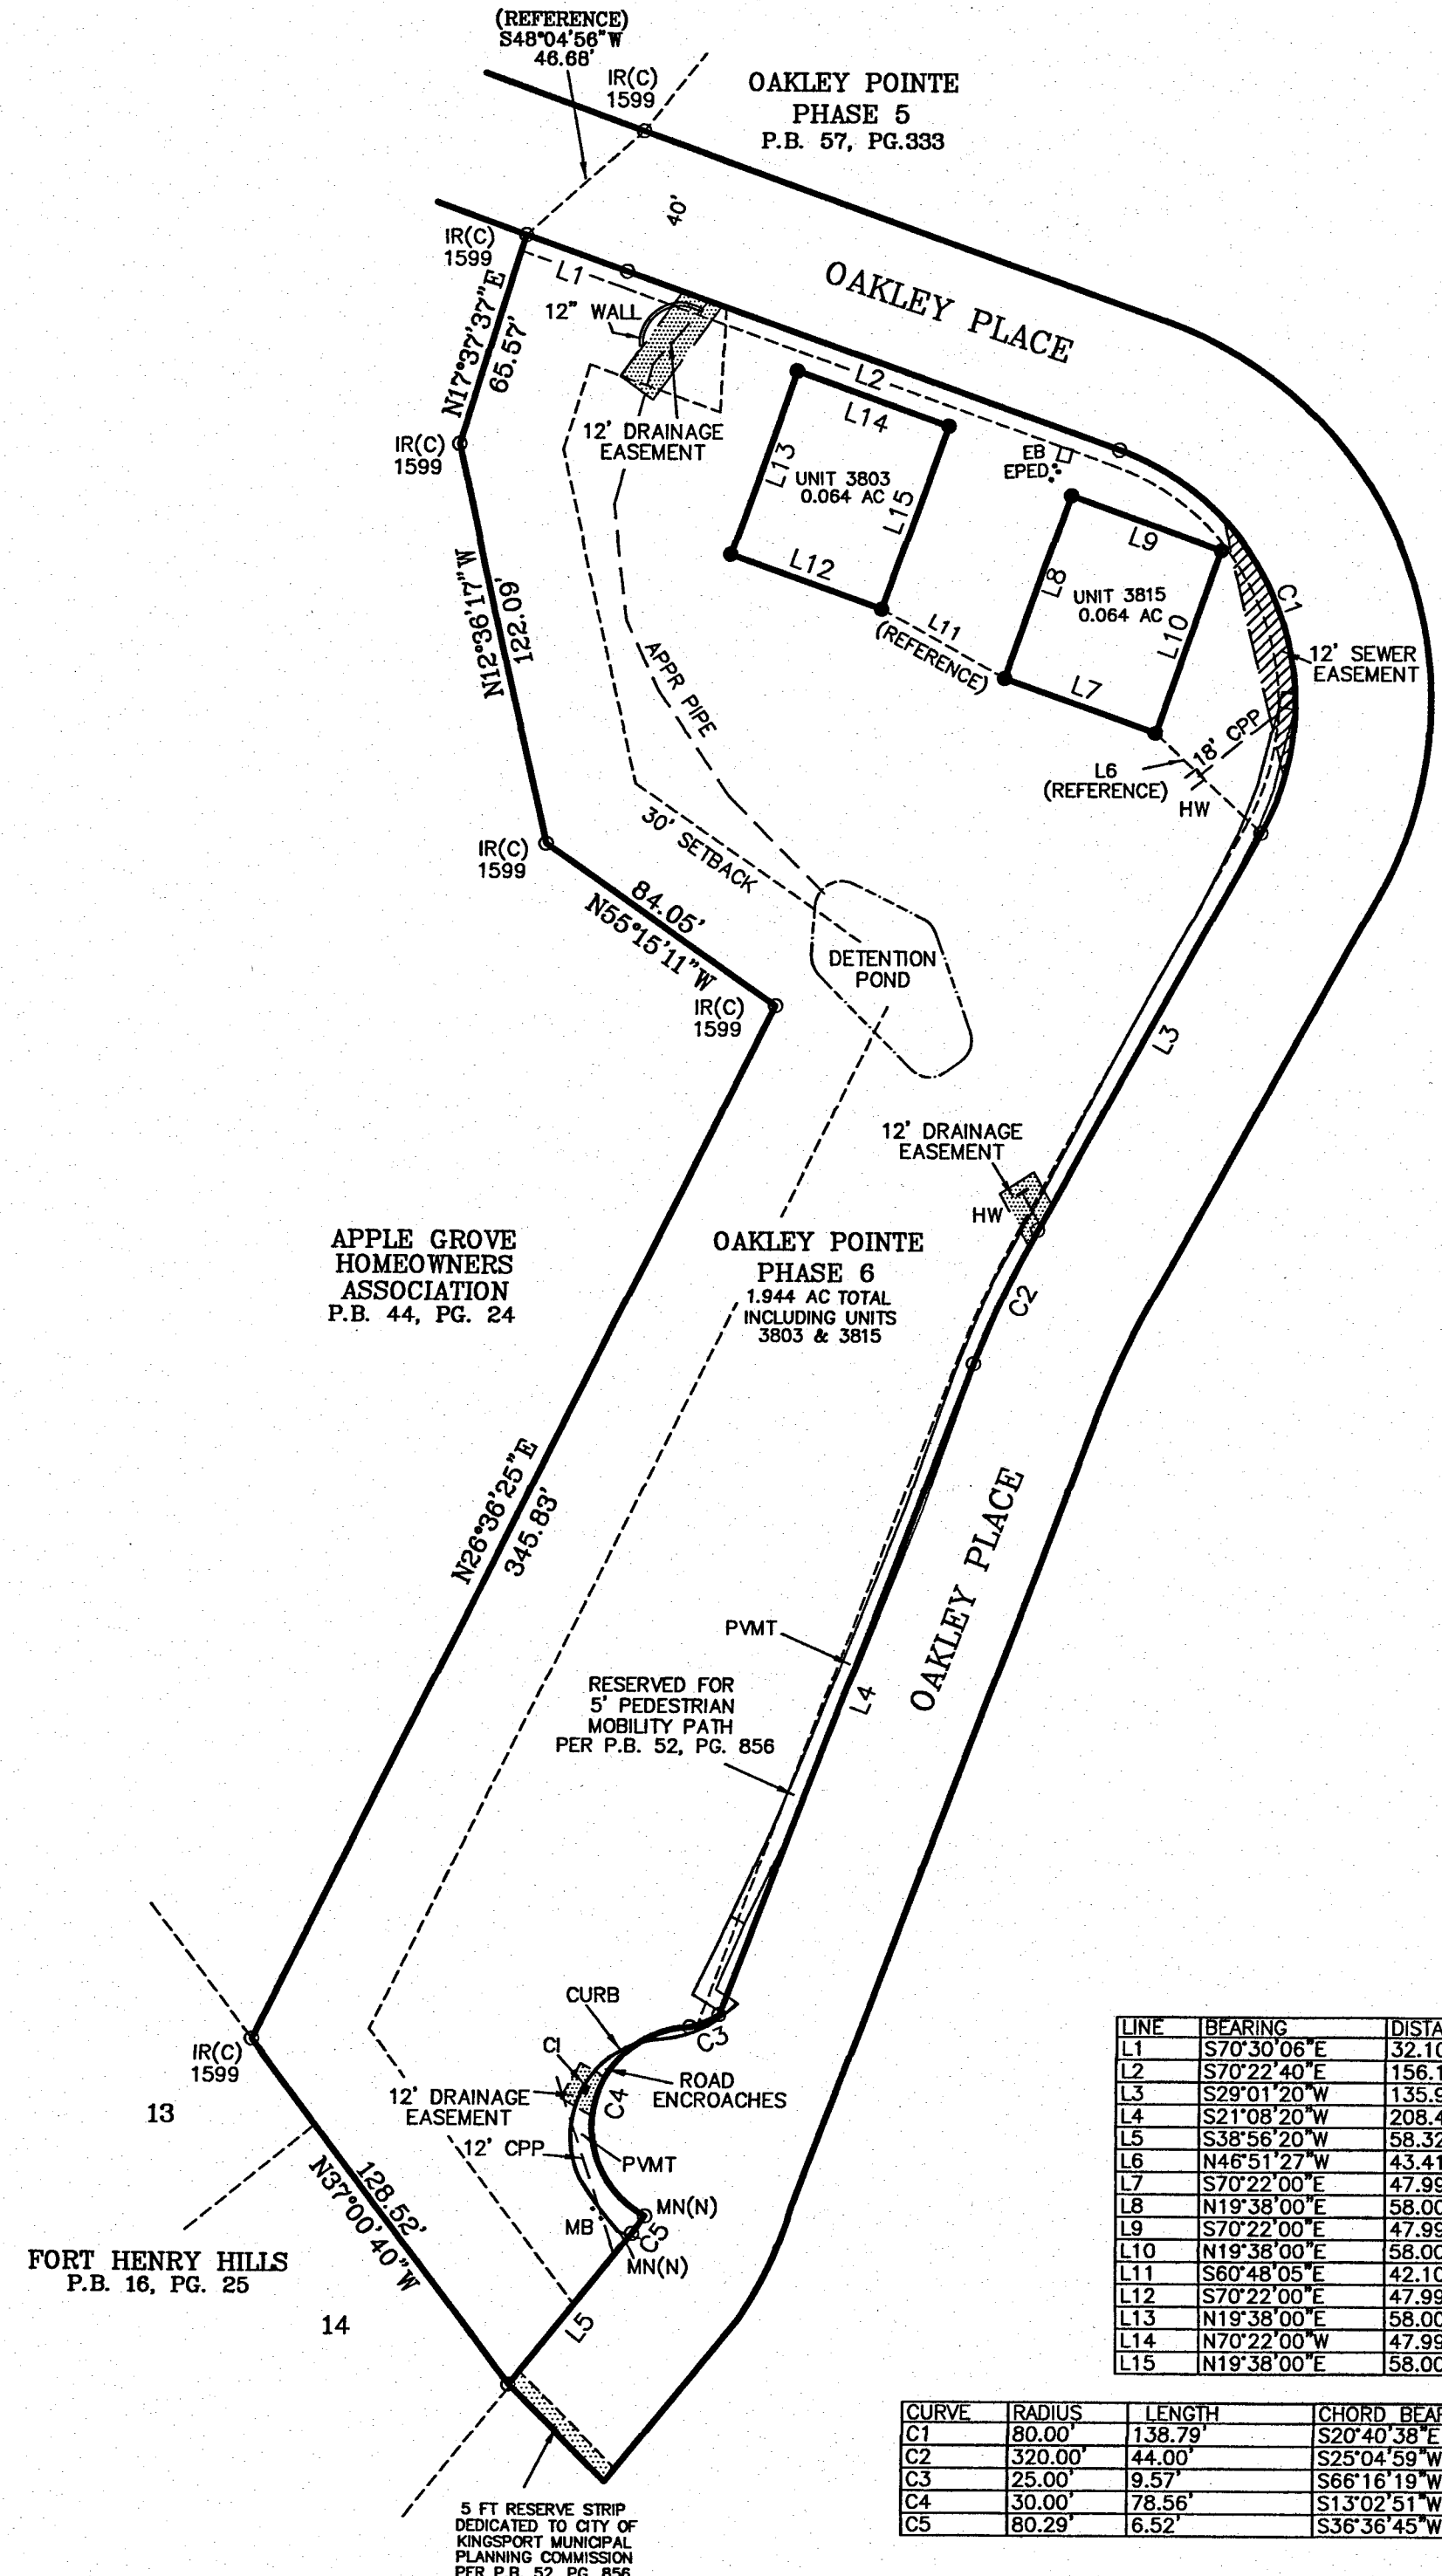 (REFERENCE)
S48°04'56"W
46.68'
IR(C)
1599
OAKLEY POINTE
PHASE 5
P.B. 57, PG.333
40'
IR(C)
1599
L1
OAKLEY PLACE
12" WALL
N17°37'37"E
65.57'
L2
L14
IR(C)
1599
12' DRAINAGE
EASEMENT
L13
UNIT 3803
0.064 AC
L15
EB
EPED
L12
L9
L8
UNIT 3815
0.064 AC
L10
C1
N12°36'17"W
122.09'
L11
(REFERENCE)
12' SEWER
EASEMENT
APPR PIPE
L7
18' CPP
L6
(REFERENCE)
HW
30' SETBACK
IR(C)
1599
84.05'
N55°15'11"W
DETENTION
POND
IR(C)
1599
L3
12' DRAINAGE
EASEMENT
HW
APPLE GROVE
HOMEOWNERS
ASSOCIATION
P.B. 44, PG. 24
OAKLEY POINTE
PHASE 6
1.944 AC TOTAL
INCLUDING UNITS
3803 & 3815
C2
N26°36'25"E
345.83'
OAKLEY PLACE
PVMT
RESERVED FOR
5' PEDESTRIAN
MOBILITY PATH
PER P.B. 52, PG. 856
L4
CURB
C3
CI
IR(C)
1599
ROAD
ENCROACHES
12' DRAINAGE
EASEMENT
C4
13
12' CPP
PVMT
128.52'
N37°00'40"W
MN(N)
MB
C5
MN(N)
FORT HENRY HILLS
P.B. 16, PG. 25
14
L5
5 FT RESERVE STRIP
DEDICATED TO CITY OF
KINGSPORT MUNICIPAL
PLANNING COMMISSION
PER P.B. 52, PG. 856
LINE BEARING DISTA
L1 S70°30'06"E 32.10
L2 S70°22'40"E 156.1
L3 S29°01'20"W 135.9
L4 S21°08'20"W 208.4
L5 S38°56'20"W 58.32
L6 N46°51'27"W 43.41
L7 S70°22'00"E 47.99
L8 N19°38'00"E 58.00
L9 S70°22'00"E 47.99
L10 N19°38'00"E 58.00
L11 S60°48'05"E 42.10
L12 S70°22'00"E 47.99
L13 N19°38'00"E 58.00
L14 N70°22'00"W 47.99
L15 N19°38'00"E 58.00
CURVE RADIUS LENGTH CHORD BEAR
C1 80.00' 138.79' S20°40'38"E
C2 320.00' 44.00' S25°04'59"W
C3 25.00' 9.57' S66°16'19"W
C4 30.00' 78.56' S13°02'51"W
C5 80.29' 6.52' S36°36'45"W